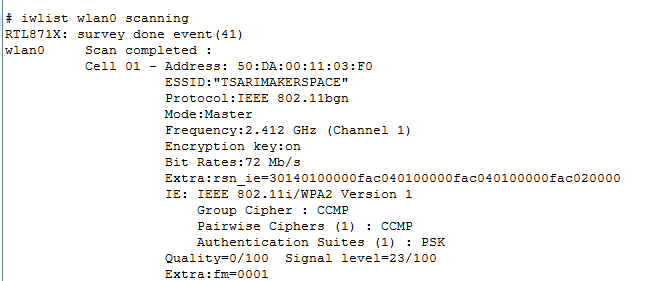 # iwlist wlan0 scanning
RTL871X: survey done event(41)
wlan0     Scan completed :
          Cell 01 - Address: 50:DA:00:11:03:F0
                    ESSID:"TSARIMAKERSPACE"
                    Protocol:IEEE 802.11bgn
                    Mode:Master
                    Frequency:2.412 GHz (Channel 1)
                    Encryption key:on
                    Bit Rates:72 Mb/s
                    Extra:rsn_ie=30140100000fac040100000fac040100000fac020000
                    IE: IEEE 802.11i/WPA2 Version 1
                        Group Cipher : CCMP
                        Pairwise Ciphers (1) : CCMP
                        Authentication Suites (1) : PSK
                    Quality=0/100  Signal level=23/100
                    Extra:fm=0001